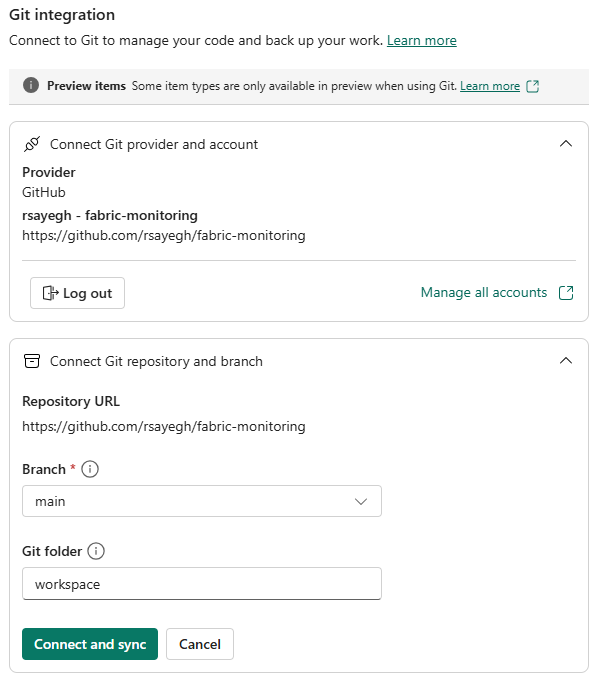 Git integration
Connect to Git to manage your code and back up your work. Learn more
Preview items Some item types are only available in preview when using Git. Learn more
Connect Git provider and account
Provider
GitHub
rsayegh - fabric-monitoring
https://github.com/rsayegh/fabric-monitoring
Log out
Manage all accounts
Connect Git repository and branch
Repository URL
https://github.com/rsayegh/fabric-monitoring
Branch *
main
Git folder
workspace
Connect and sync
Cancel